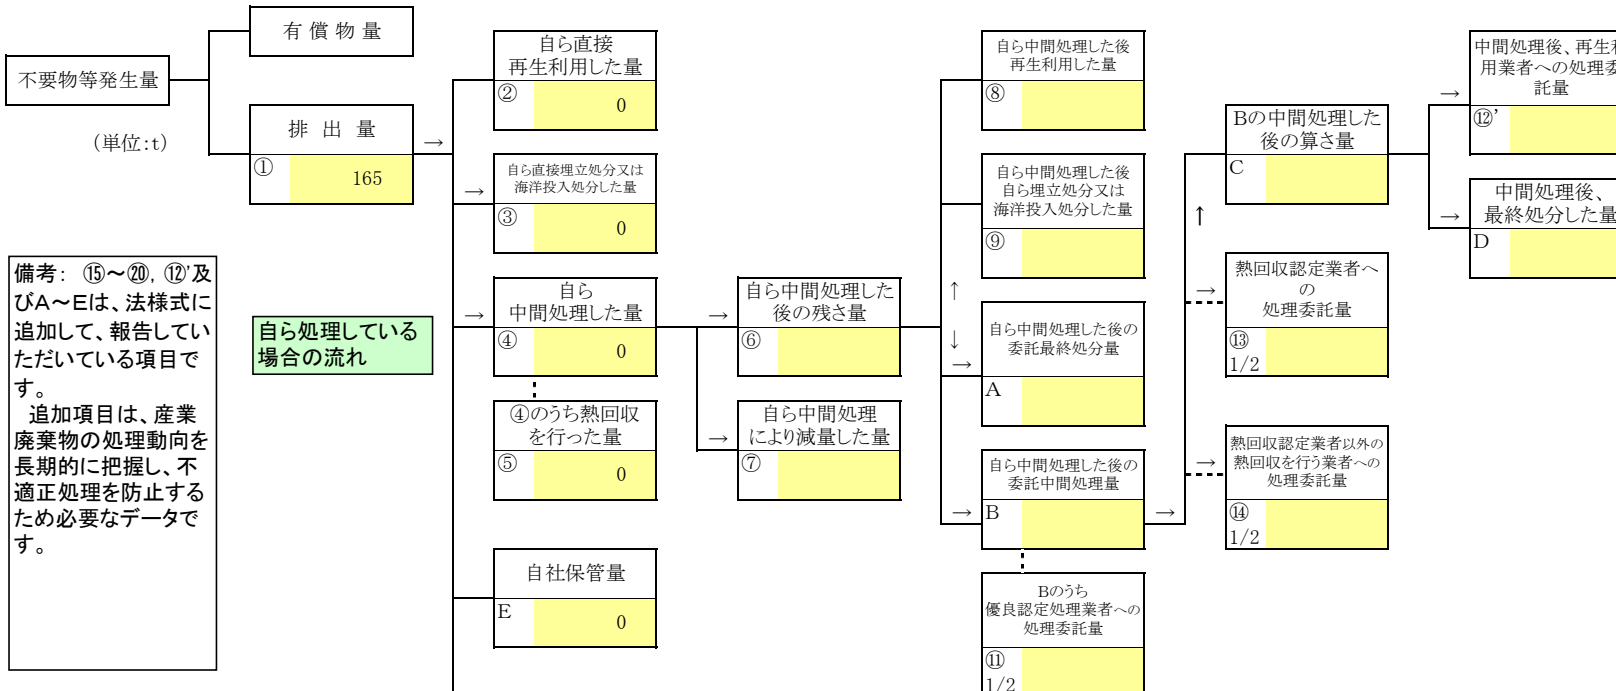 有償物量
不要物等発生量
(単位:t)
排出量
①
165
→
自ら直接
再生利用した量
②
0
→
自ら直接埋立処分又は
海洋投入処分した量
③
0
→
自ら
中間処理した量
④
0
④のうち熱回収
を行った量
⑤
0
自社保管量
E
0
備考: ⑮～⑳, ⑫'及
びA～Eは、法様式に
追加して、報告してい
ただいている項目で
す。
追加項目は、産業
廃棄物の処理動向を
長期的に把握し、不
適正処理を防止する
ため必要なデータで
す。
自ら処理している
場合の流れ
→
自ら中間処理した
後の残さ量
⑥
→
自ら中間処理
により減量した量
⑦
自ら中間処理した後
再生利用した量
⑧
自ら中間処理した後
自ら埋立処分又は
海洋投入処分した量
⑨
↑
↓
→
自ら中間処理した後の
委託最終処分量
A
→
自ら中間処理した後の
委託中間処理量
B
Bのうち
優良認定処理業者への
処理委託量
⑪
1/2
→
↑
Bの中間処理した
後の算さ量
C
→
熱回収認定業者へ
の
処理委託量
⑬
1/2
→
熱回収認定業者以外の
熱回収を行う業者への
処理委託量
⑭
1/2
→
中間処理後、再生利
用業者への処理委
託量
⑫'
→
中間処理後、
最終処分した量
D